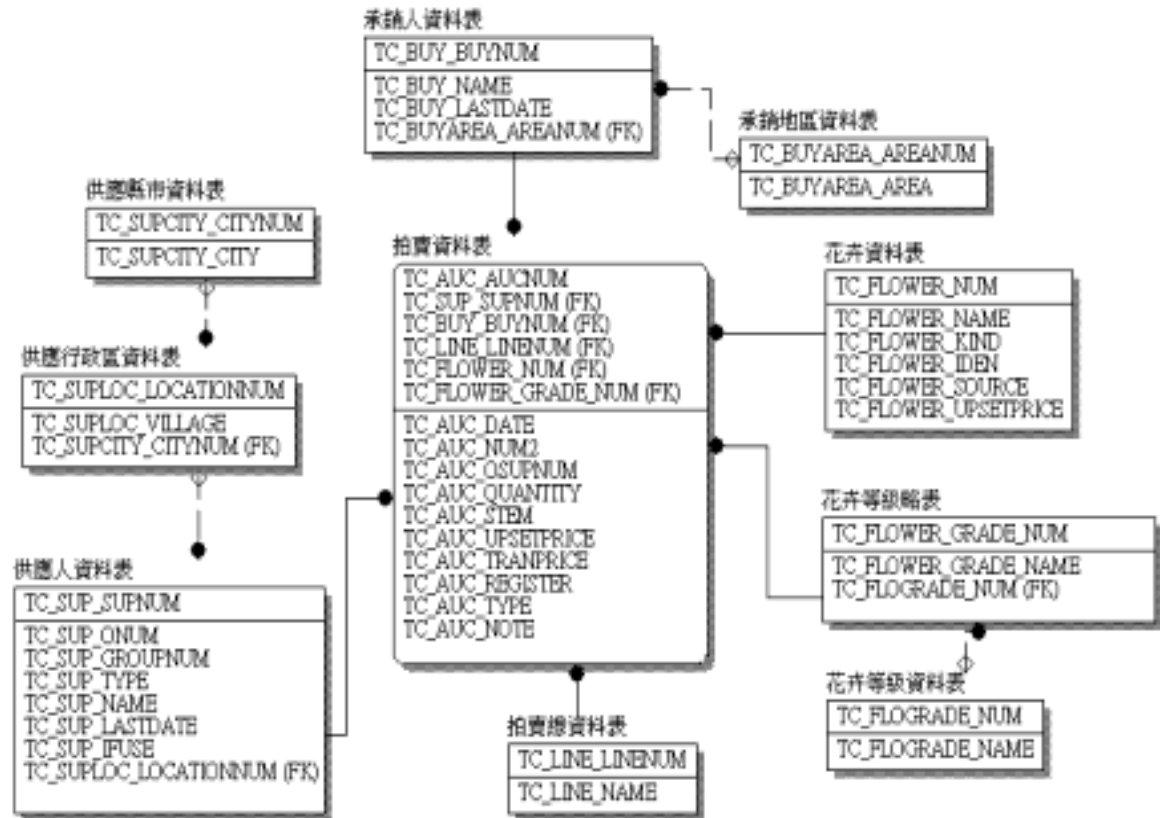 承銷人資料表
TC_BUY_BUYNUM
TC_BUY_NAME
TC_BUY_LASTDATE
TC_BUYAREA_AREANUM (FK)
承銷地區資料表
TC_BUYAREA_AREANUM
TC_BUYAREA_AREA
供應縣市資料表
TC_SUPCITY_CITYNUM
TC_SUPCITY_CITY
供應行政區資料表
TC_SUPLOC_LOCATIONNUM
TC_SUPLOC_VILLAGE
TC_SUPCITY_CITYNUM (FK)
供應人資料表
TC_SUP_SUPNUM
TC_SUP_ONUM
TC_SUP_GROUPNUM
TC_SUP_TYPE
TC_SUP_NAME
TC_SUP_LASTDATE
TC_SUP_IFUSE
TC_SUPLOC_LOCATIONNUM (FK)
拍賣資料表
TC_AUC_AUCNUM
TC_SUP_SUPNUM (FK)
TC_BUY_BUYNUM (FK)
TC_LINE_LINENUM (FK)
TC_FLOWER_NUM (FK)
TC_FLOWER_GRADE_NUM (FK)
TC_AUC_DATE
TC_AUC_NUM2
TC_AUC_OSUPNUM
TC_AUC_QUANTITY
TC_AUC_STEM
TC_AUC_UPSETPRICE
TC_AUC_TRANPRICE
TC_AUC_REGISTER
TC_AUC_TYPE
TC_AUC_NOTE
拍賣線資料表
TC_LINE_LINENUM
TC_LINE_NAME
花卉資料表
TC_FLOWER_NUM
TC_FLOWER_NAME
TC_FLOWER_KIND
TC_FLOWER_IDEN
TC_FLOWER_SOURCE
TC_FLOWER_UPSETPRICE
花卉等級略表
TC_FLOWER_GRADE_NUM
TC_FLOWER_GRADE_NAME
TC_FLOGRADE_NUM (FK)
花卉等級資料表
TC_FLOGRADE_NUM
TC_FLOGRADE_NAME